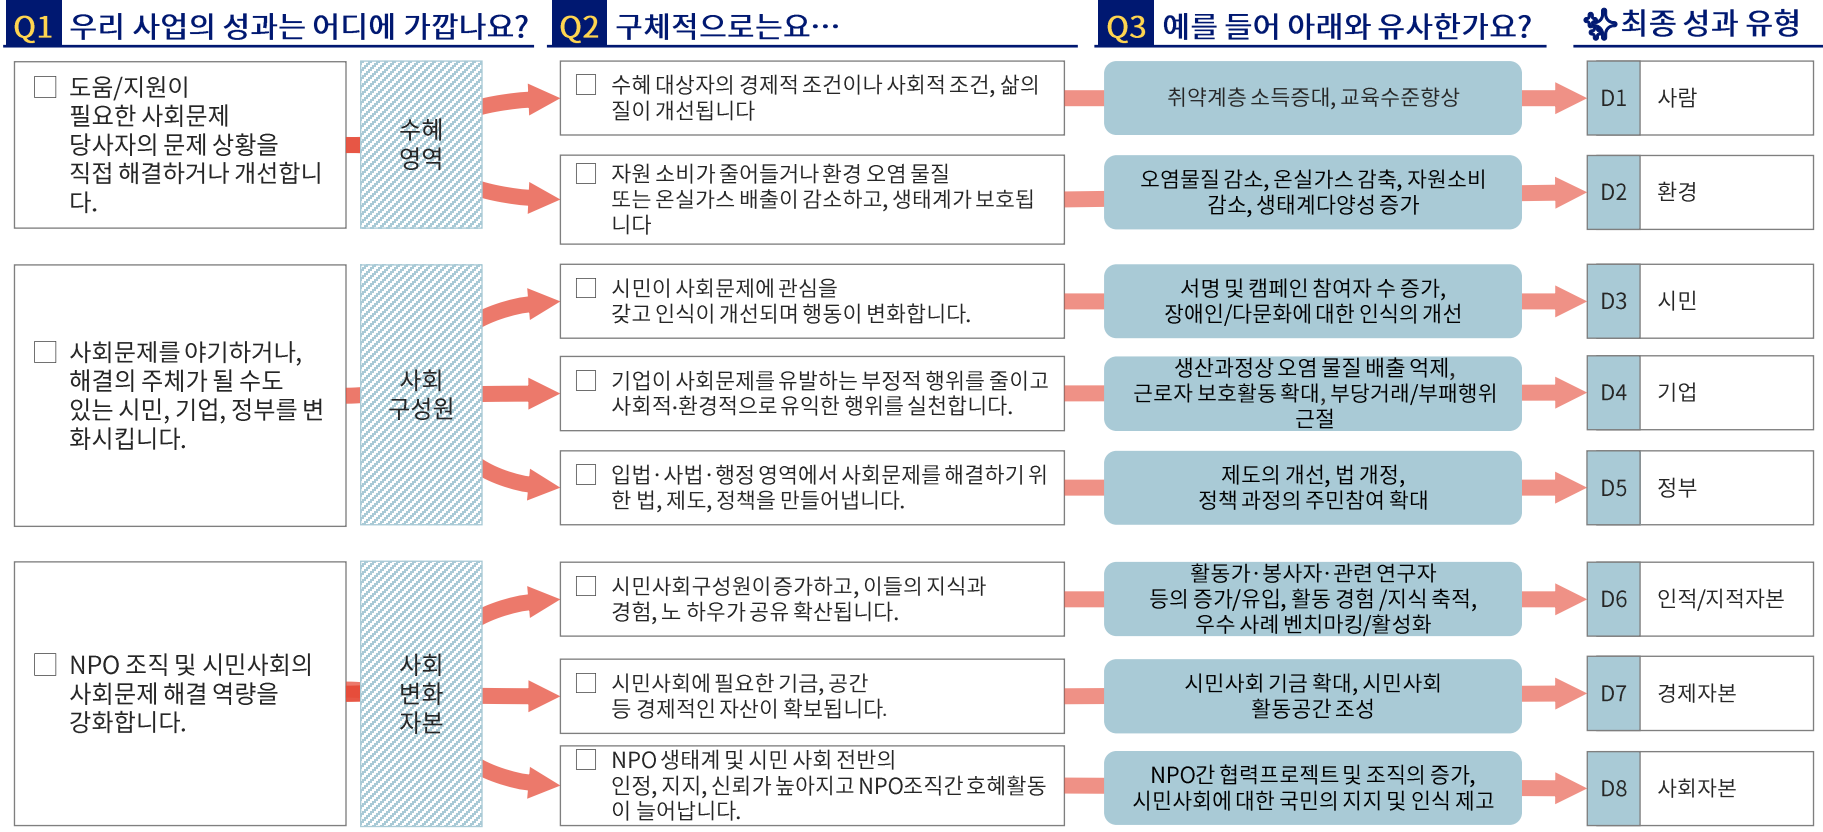 Q1 우리 사업의 성과는 어디에 가깝나요?
Q2 구체적으로는요…
Q3 예를 들어 아래와 유사한가요?
최종 성과 유형
도움/지원이
필요한 사회문제
당사자의 문제 상황을
직접 해결하거나 개선합니
다.
수혜
영역
수혜 대상자의 경제적 조건이나 사회적 조건, 삶의
질이 개선됩니다
취약계층 소득증대, 교육수준향상
D1 사람
자원 소비가 줄어들거나 환경 오염 물질
또는 온실가스 배출이 감소하고, 생태계가 보호됩
니다
오염물질 감소, 온실가스 감축, 자원소비
감소, 생태계다양성 증가
D2 환경
사회문제를 야기하거나,
해결의 주체가 될 수도
있는 시민, 기업, 정부를 변
화시킵니다.
사회
구성원
시민이 사회문제에 관심을
갖고 인식이 개선되며 행동이 변화합니다.
서명 및 캠페인 참여자 수 증가,
장애인/다문화에 대한 인식의 개선
D3 시민
기업이 사회문제를 유발하는 부정적 행위를 줄이고
사회적·환경적으로 유익한 행위를 실천합니다.
생산과정상 오염 물질 배출 억제,
근로자 보호활동 확대, 부당거래/부패행위
근절
D4 기업
입법·사법·행정 영역에서 사회문제를 해결하기 위
한 법, 제도, 정책을 만들어냅니다.
제도의 개선, 법 개정,
정책 과정의 주민참여 확대
D5 정부
NPO 조직 및 시민사회의
사회문제 해결 역량을
강화합니다.
사회
변화
자본
시민사회구성원이 증가하고, 이들의 지식과
경험, 노 하우가 공유 확산됩니다.
활동가·봉사자·관련 연구자
등의 증가/유입, 활동 경험 /지식 축적,
우수 사례 벤치마킹/활성화
D6 인적/지적자본
시민사회에 필요한 기금, 공간
등 경제적인 자산이 확보됩니다.
시민사회 기금 확대, 시민사회
활동공간 조성
D7 경제자본
NPO 생태계 및 시민 사회 전반의
인정, 지지, 신뢰가 높아지고 NPO조직간 호혜활동
이 늘어납니다.
NPO간 협력프로젝트 및 조직의 증가,
시민사회에 대한 국민의 지지 및 인식 제고
D8 사회자본